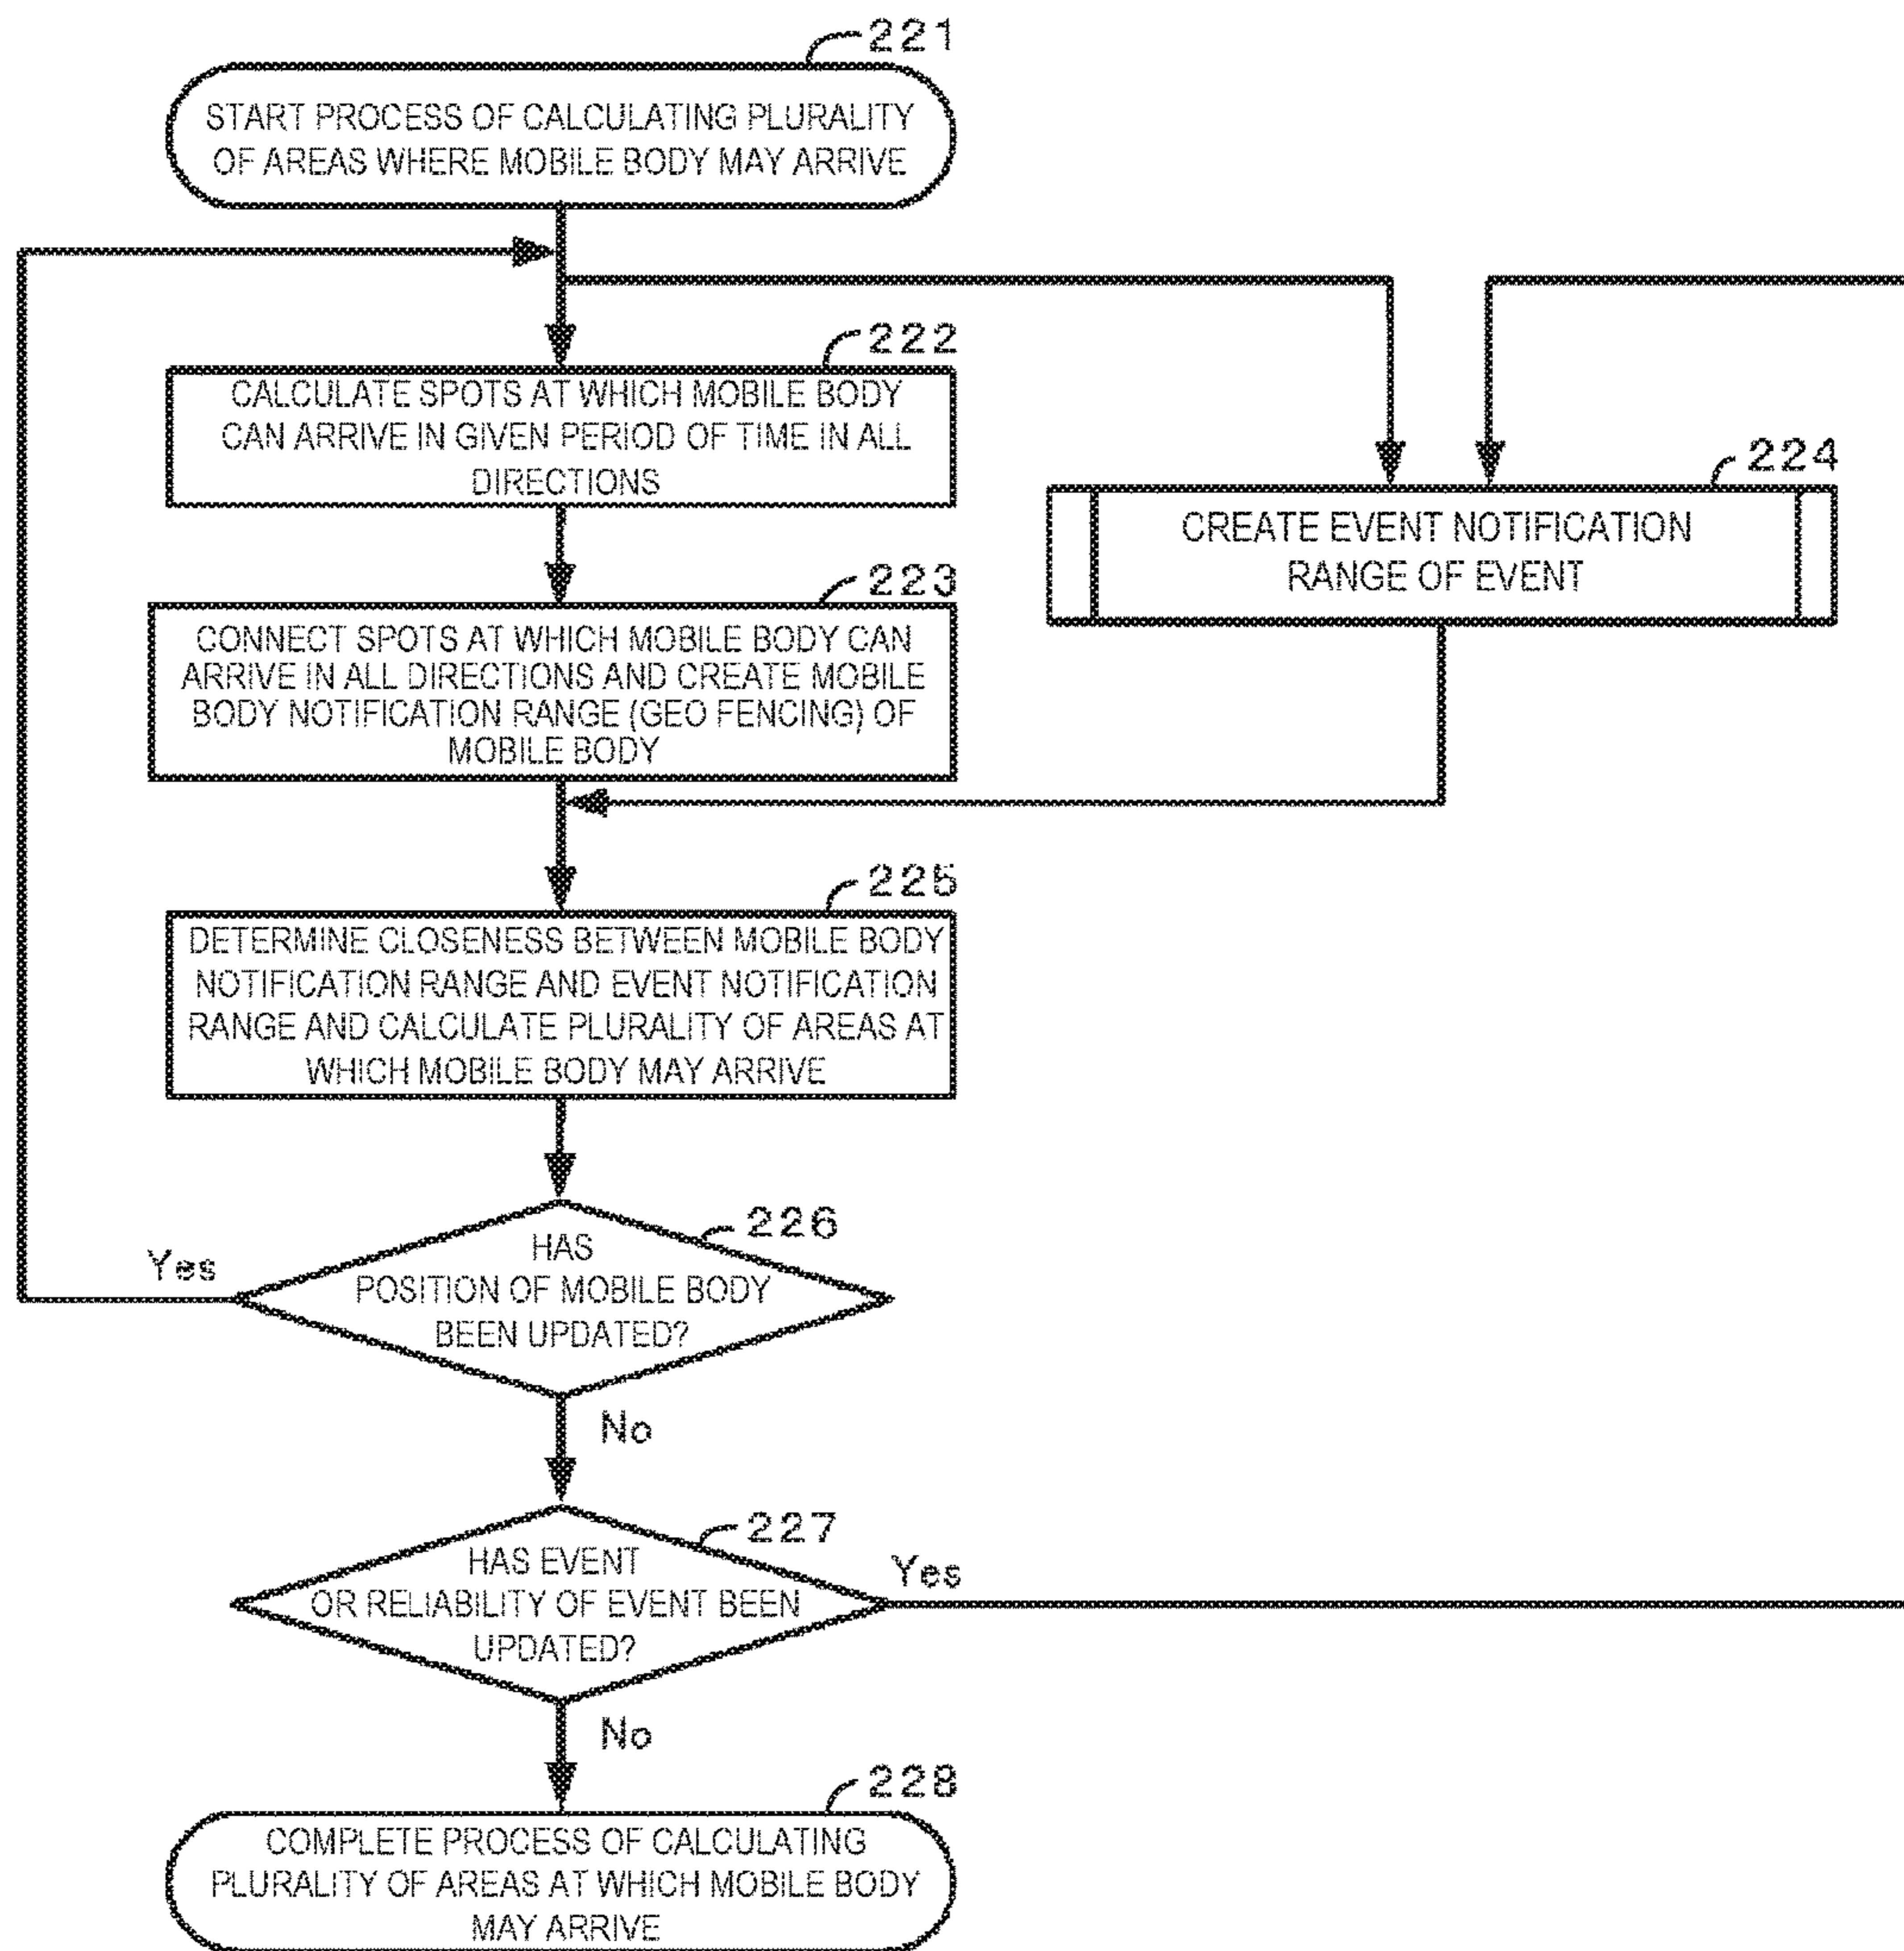 221
START PROCESS OF CALCULATING PLURALITY
OF AREAS WHERE MOBILE BODY MAY ARRIVE
222
CALCULATE SPOTS AT WHICH MOBILE BODY
CAN ARRIVE IN GIVEN PERIOD OF TIME IN ALL
DIRECTIONS
224
CREATE EVENT NOTIFICATION
RANGE OF EVENT
223
CONNECT SPOTS AT WHICH MOBILE BODY CAN
ARRIVE IN ALL DIRECTIONS AND CREATE MOBILE
BODY NOTIFICATION RANGE (GEO FENCING) OF
MOBILE BODY
225
DETERMINE CLOSENESS BETWEEN MOBILE BODY
NOTIFICATION RANGE AND EVENT NOTIFICATION
RANGE AND CALCULATE PLURALITY OF AREAS AT
WHICH MOBILE BODY MAY ARRIVE
226
Yes
HAS
POSITION OF MOBILE BODY
BEEN UPDATED?
No
227
Yes
HAS EVENT
OR RELIABILITY OF EVENT BEEN
UPDATED?
No
228
COMPLETE PROCESS OF CALCULATING
PLURALITY OF AREAS AT WHICH MOBILE BODY
MAY ARRIVE